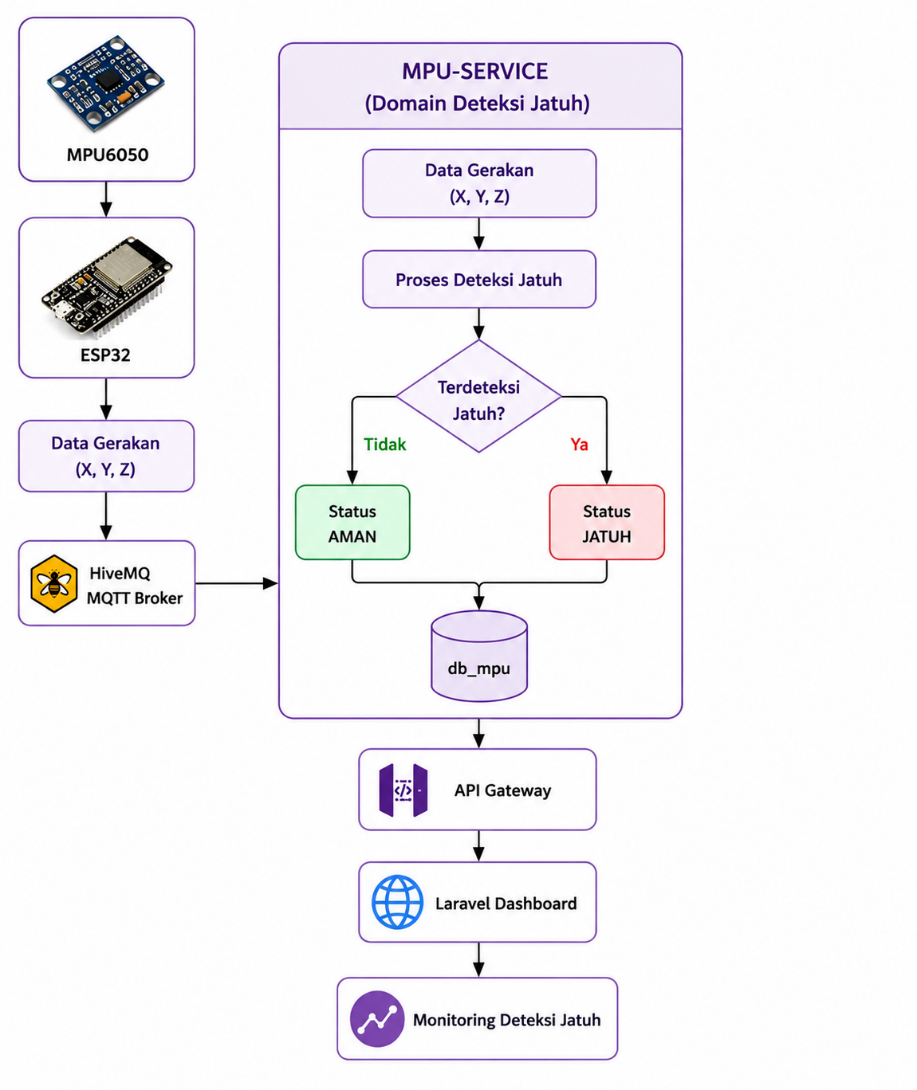 MPU6050
ESP32
Data Gerakan
(X, Y, Z)
HiveMQ
MQTT Broker
MPU-SERVICE
(Domain Deteksi Jatuh)
Data Gerakan
(X, Y, Z)
Proses Deteksi Jatuh
Terdeteksi
Jatuh?
Tidak
Ya
Status
AMAN
Status
JATUH
db_mpu
</>
API Gateway
Laravel Dashboard
Monitoring Deteksi Jatuh